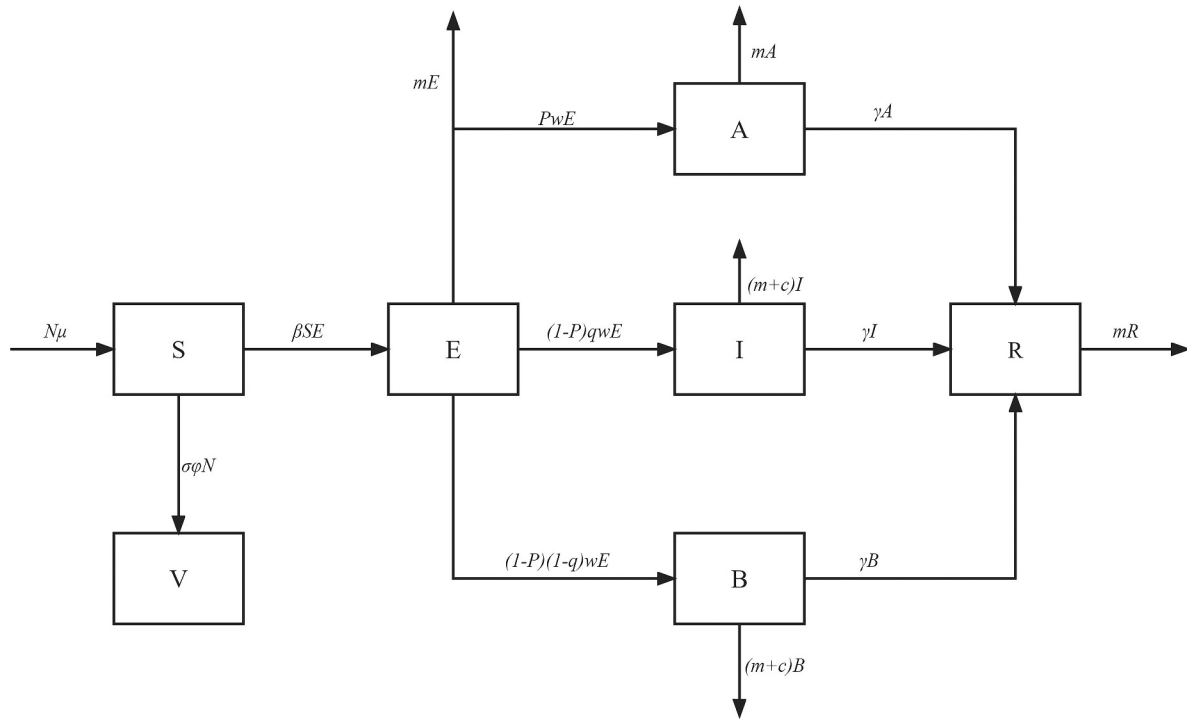 mA
mE
PwE
A
γA
(m+c)I
Nμ
S
βSE
E
(1-P)qwE
I
γI
R
mR
σφN
V
(1-P)(1-q)wE
B
γB
(m+c)B